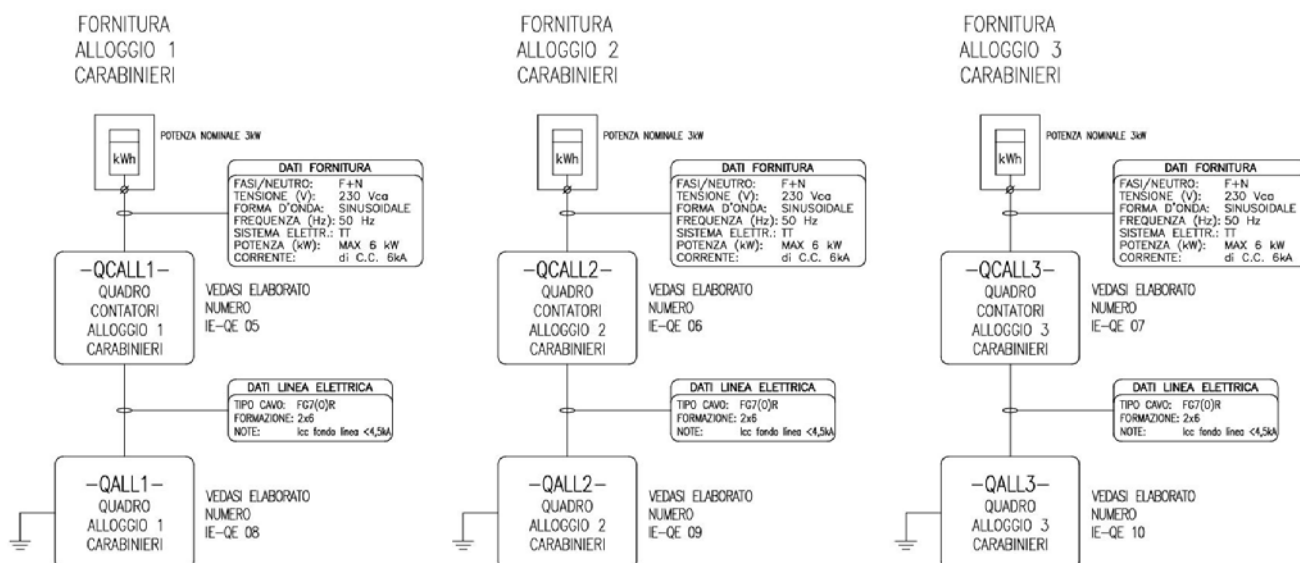 FORNITURA
ALLOGGIO 1
CARABINIERI
kWh
POTENZA NOMINALE 3kW
DATI FORNITURA
FASI/NEUTRO: F+N
TENSIONE (V): 230 Vca
FORMA D'ONDA: SINUSOIDALE
FREQUENZA (Hz): 50 Hz
SISTEMA ELETTR.: TT
POTENZA (kW): MAX 6 kW
CORRENTE: di C.C. 6kA
-QCALL1-
QUADRO
CONTATORI
ALLOGGIO 1
CARABINIERI
VEDASI ELABORATO
NUMERO
IE-QE 05
DATI LINEA ELETTRICA
TIPO CAVO: FG7(O)R
FORMAZIONE: 2x6
NOTE: Icc fondo linea <4,5kA
-QALL1-
QUADRO
ALLOGGIO 1
CARABINIERI
VEDASI ELABORATO
NUMERO
IE-QE 08
FORNITURA
ALLOGGIO 2
CARABINIERI
kWh
POTENZA NOMINALE 3kW
DATI FORNITURA
FASI/NEUTRO: F+N
TENSIONE (V): 230 Vca
FORMA D'ONDA: SINUSOIDALE
FREQUENZA (Hz): 50 Hz
SISTEMA ELETTR.: TT
POTENZA (kW): MAX 6 kW
CORRENTE: di C.C. 6kA
-QCALL2-
QUADRO
CONTATORI
ALLOGGIO 2
CARABINIERI
VEDASI ELABORATO
NUMERO
IE-QE 06
DATI LINEA ELETTRICA
TIPO CAVO: FG7(O)R
FORMAZIONE: 2x6
NOTE: Icc fondo linea <4,5kA
-QALL2-
QUADRO
ALLOGGIO 2
CARABINIERI
VEDASI ELABORATO
NUMERO
IE-QE 09
FORNITURA
ALLOGGIO 3
CARABINIERI
kWh
POTENZA NOMINALE 3kW
DATI FORNITURA
FASI/NEUTRO: F+N
TENSIONE (V): 230 Vca
FORMA D'ONDA: SINUSOIDALE
FREQUENZA (Hz): 50 Hz
SISTEMA ELETTR.: TT
POTENZA (kW): MAX 6 kW
CORRENTE: di C.C. 6kA
-QCALL3-
QUADRO
CONTATORI
ALLOGGIO 3
CARABINIERI
VEDASI ELABORATO
NUMERO
IE-QE 07
DATI LINEA ELETTRICA
TIPO CAVO: FG7(O)R
FORMAZIONE: 2x6
NOTE: Icc fondo linea <4,5kA
-QALL3-
QUADRO
ALLOGGIO 3
CARABINIERI
VEDASI ELABORATO
NUMERO
IE-QE 10